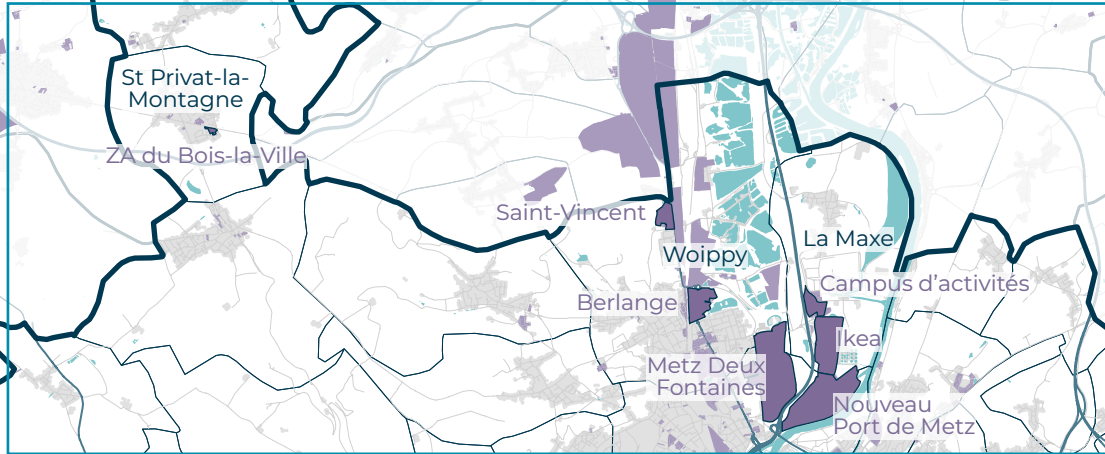 St Privat-la-
Montagne
ZA du Bois-la-Ville
Saint-Vincent
Woippy
La Maxe
Campus d’activités
Berlange
Ikea
Metz Deux
Fontaines
Nouveau
Port de Metz